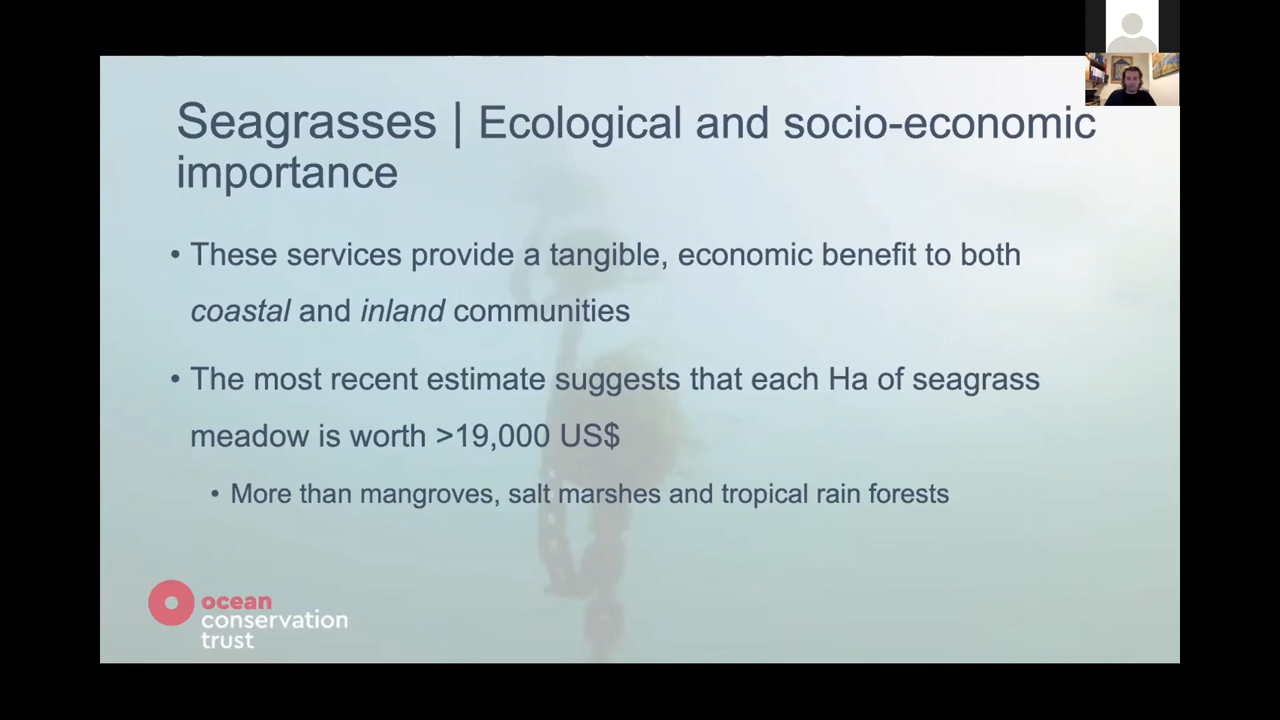 Seagrasses | Ecological and socio-economic
importance
• These services provide a tangible, economic benefit to both
coastal and inland communities
• The most recent estimate suggests that each Ha of seagrass
meadow is worth >19,000 US$
• More than mangroves, salt marshes and tropical rain forests
ocean
conservation
trust